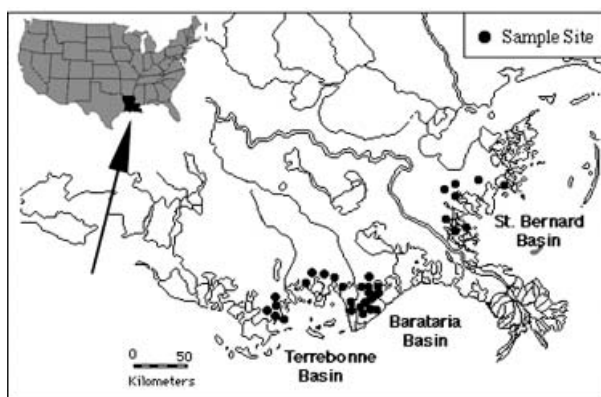 Sample Site
St. Bernard
Basin
Barataria
Basin
Terrebonne
Basin
0 50
Kilometers